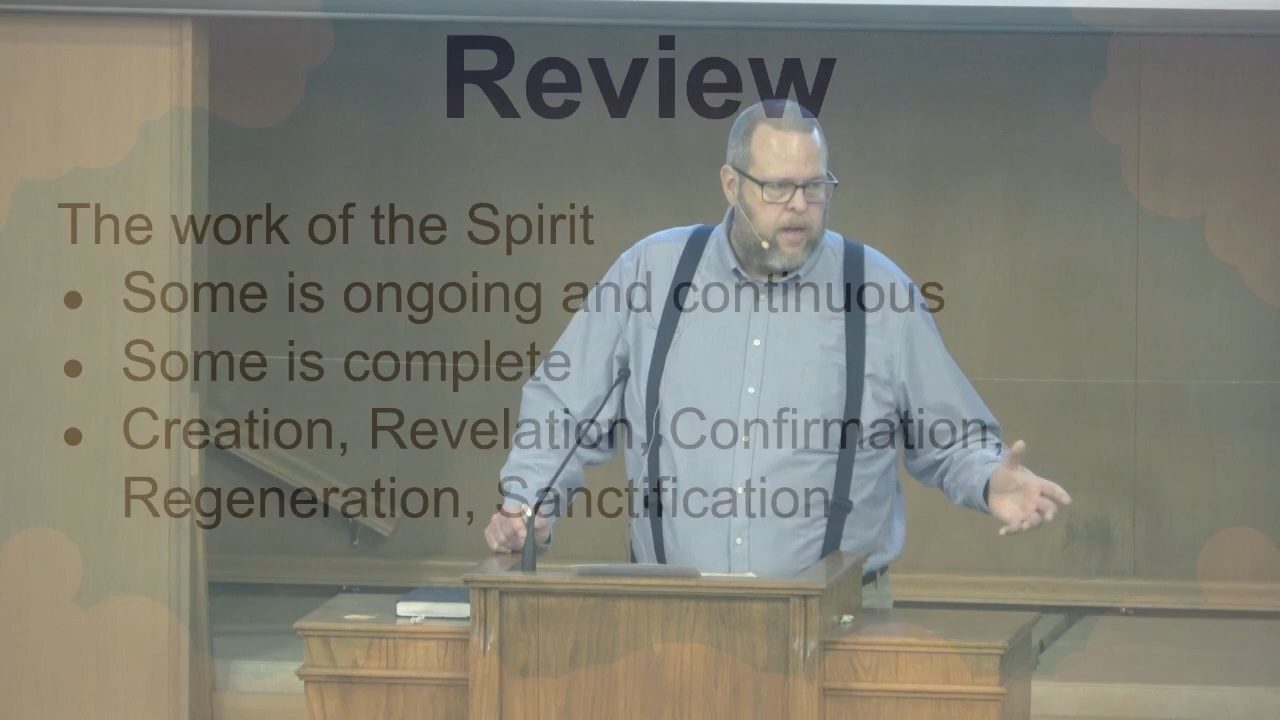 Review
The work of the Spirit
● Some is ongoing and continuous
● Some is complete
● Creation, Revelation, Confirmation,
Regeneration, Sanctification